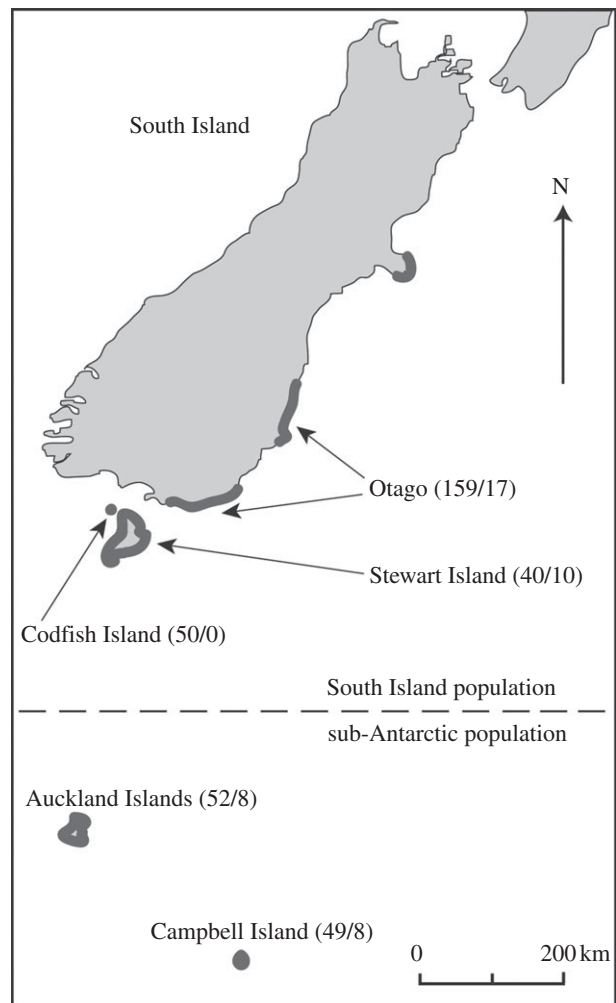 South Island
N
Otago (159/17)
Stewart Island (40/10)
Codfish Island (50/0)
South Island population
sub-Antarctic population
Auckland Islands (52/8)
Campbell Island (49/8)
0 200 km